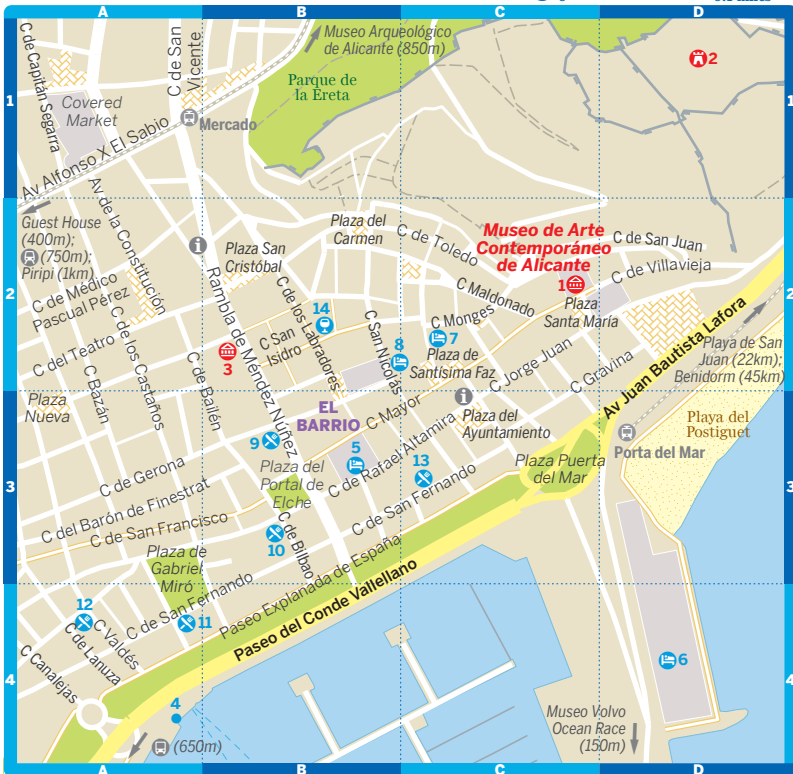 A
B
C
D
1
2
3
4
1
2
3
4
A
B
C
D
C de Capitán Segarra
C de San
Vicente
Museo Arqueológico
de Alicante (850m)
Parque de
la Ereta
2
Covered
Market
Mercado
Av Alfonso X El Sabio
Guest House
(400m);
(750m);
Piripi (1km)
Av de la Constitución
Plaza San
Cristóbal
Plaza del
Carmen
C de Toledo
Museo de Arte
Contemporáneo
de Alicante
C de San Juan
C de Villavieja
1
Plaza
Santa María
C Maldonado
C de Médico
Pascual Pérez
Rambla de Méndez Núñez
C de los Labradores
14
C San
Isidro
C San Nicolás
C Monges
7
8
Plaza de
Santísima Faz
Av Juan Bautista Lafora
Playa de San
Juan (22km);
Benidorm (45km)
C del Teatro
C de los Castaños
3
C de Bailén
C Bazán
Plaza
Nueva
C Jorge Juan
C Gravina
EL
BARRIO
C Mayor
Plaza del
Ayuntamiento
Playa del
Postiguet
Porta del Mar
9
5
C de Rafael Altamira
13
Plaza Puerta
del Mar
C de Gerona
Plaza del
Portal de
Elche
C de San Fernando
C del Barón de Finestrat
C de San Francisco
10
C de Bilbao
Plaza de
Gabriel
Miró
Paseo Explanada de España
Paseo del Conde Vallellano
12
C Valdés
C de San Fernando
11
C de Lanuza
C Canalejas
4
(650m)
6
Museo Volvo
Ocean Race
(150m)